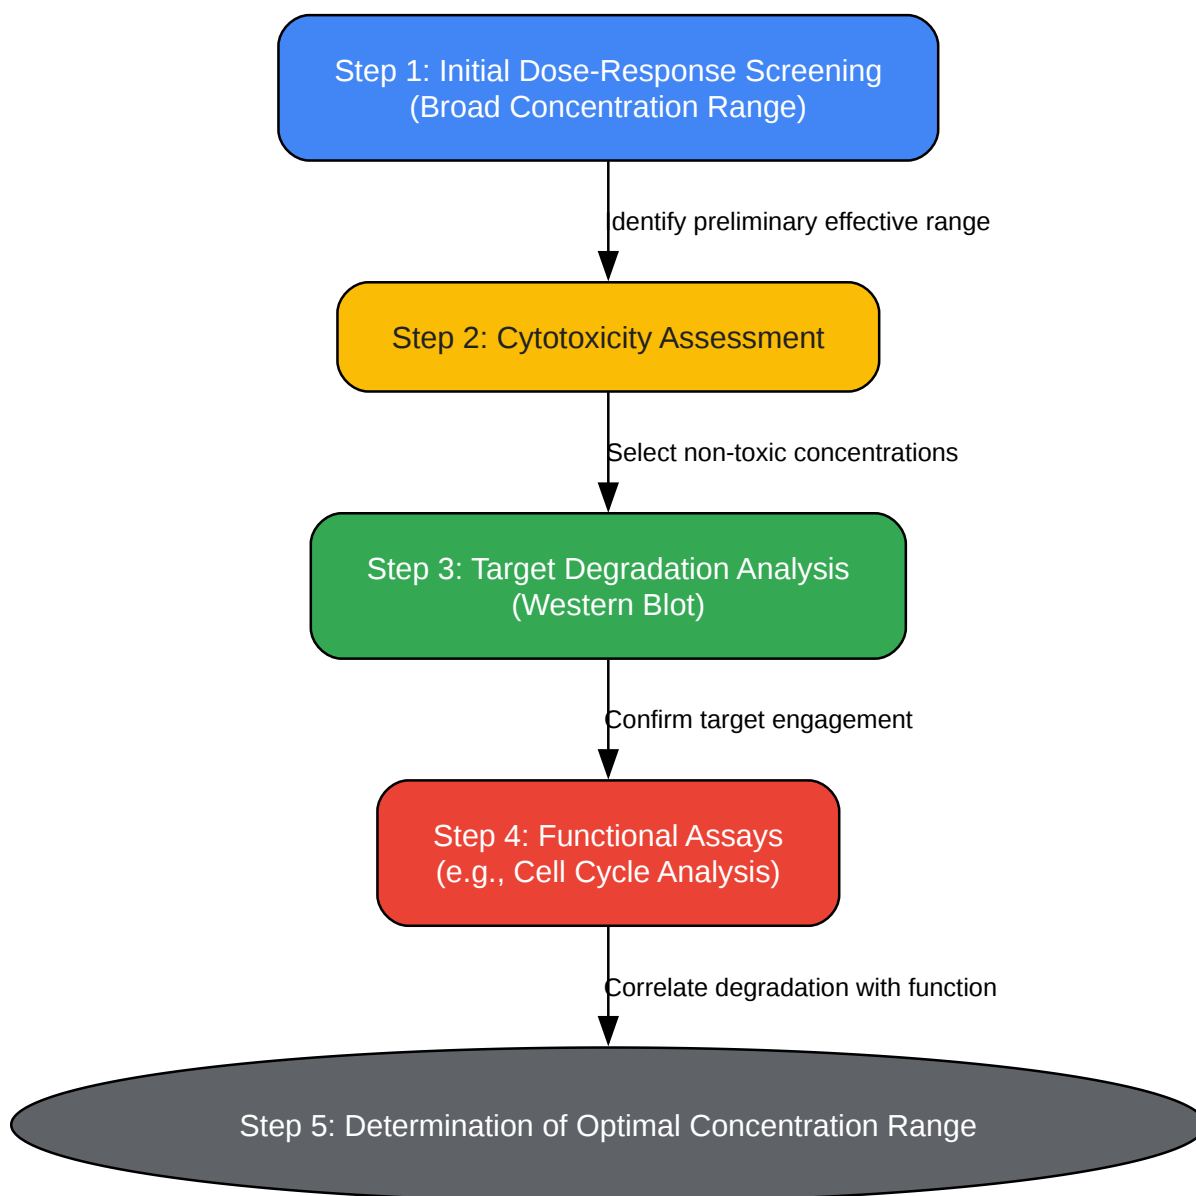 Step 1: Initial Dose-Response Screening
(Broad Concentration Range)
Identify preliminary effective range
Step 2: Cytotoxicity Assessment
Select non-toxic concentrations
Step 3: Target Degradation Analysis
(Western Blot)
Confirm target engagement
Step 4: Functional Assays
(e.g., Cell Cycle Analysis)
Correlate degradation with function
Step 5: Determination of Optimal Concentration Range